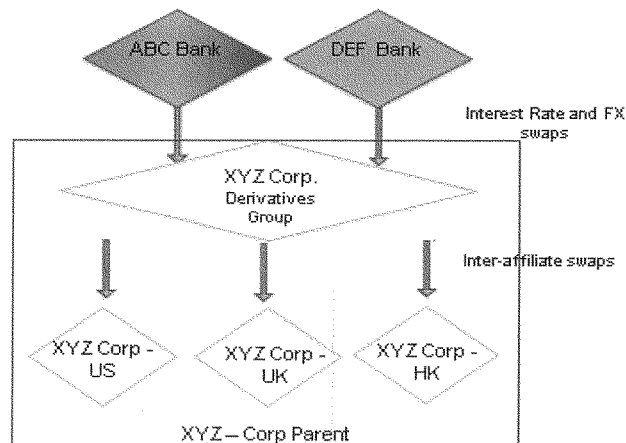 ABC Bank
DEF Bank
Interest Rate and FX
swaps
XYZ Corp.
Derivatives
Group
Inter-affiliate swaps
XYZ Corp -
US
XYZ Corp -
UK
XYZ Corp -
HK
XYZ – Corp Parent